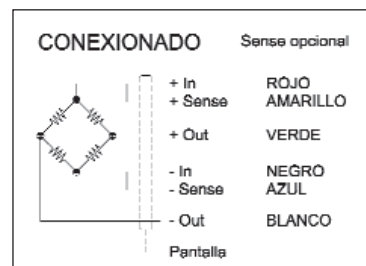 CONEXIONADO Sense opcional
+ In ROJO
+ Sense AMARILLO
+ Out VERDE
- In NEGRO
- Sense AZUL
- Out BLANCO
Pantalla